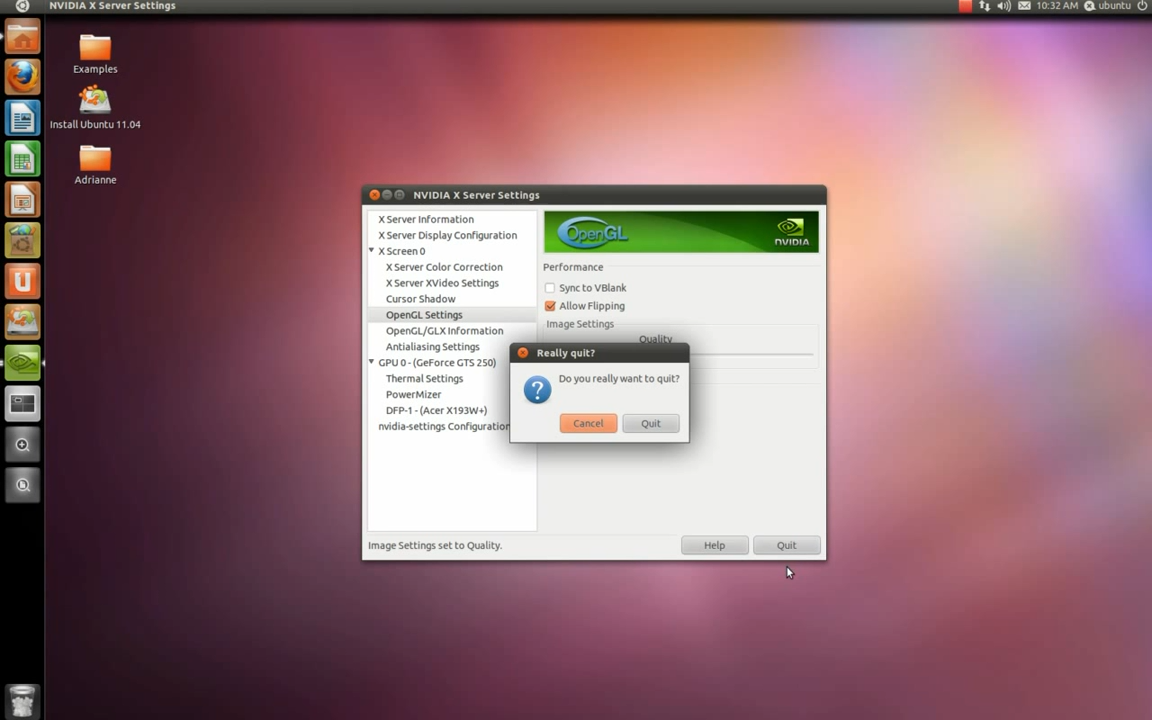 NVIDIA X Server Settings
10:32 AM
ubuntu
Examples
Install Ubuntu 11.04
Adrianne
NVIDIA X Server Settings
X Server Information
X Server Display Configuration
X Screen 0
X Server Color Correction
X Server XVideo Settings
Cursor Shadow
OpenGL Settings
OpenGL/GLX Information
Antialiasing Settings
GPU 0 - (GeForce GTS 250)
Thermal Settings
PowerMizer
DFP-1 - (Acer X193W+)
nvidia-settings Configuration
OpenGL
NVIDIA
Performance
Sync to VBlank
Allow Flipping
Image Settings
Quality
Really quit?
Do you really want to quit?
Cancel
Quit
Image Settings set to Quality.
Help
Quit